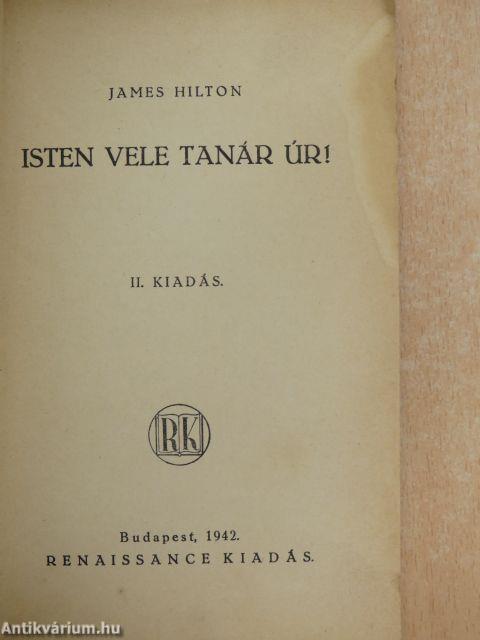 JAMES HILTON
ISTEN VELE TANÁR ÚR!
II. KIADÁS.
RK
Budapest, 1942.
RENAISSANCE KIADÁS.
Antikvárium.hu